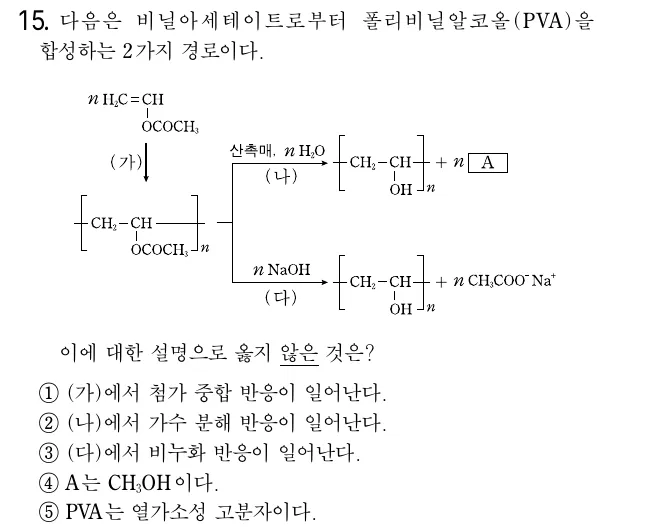 15. 다음은 비닐아세테이트로부터 폴리비닐알코올(PVA)을
합성하는 2가지 경로이다.
n H₂C=CH
OCOCH₃
(가)
산촉매, n H₂O
(나)
CH₂-CH
OH
n
+ n A
CH₂-CH
OCOCH₃
n
n NaOH
(다)
CH₂-CH
OH
n
+ n CH₃COO⁻Na⁺
이에 대한 설명으로 옳지 않은 것은?
① (가)에서 첨가 중합 반응이 일어난다.
② (나)에서 가수 분해 반응이 일어난다.
③ (다)에서 비누화 반응이 일어난다.
④ A는 CH₃OH이다.
⑤ PVA는 열가소성 고분자이다.